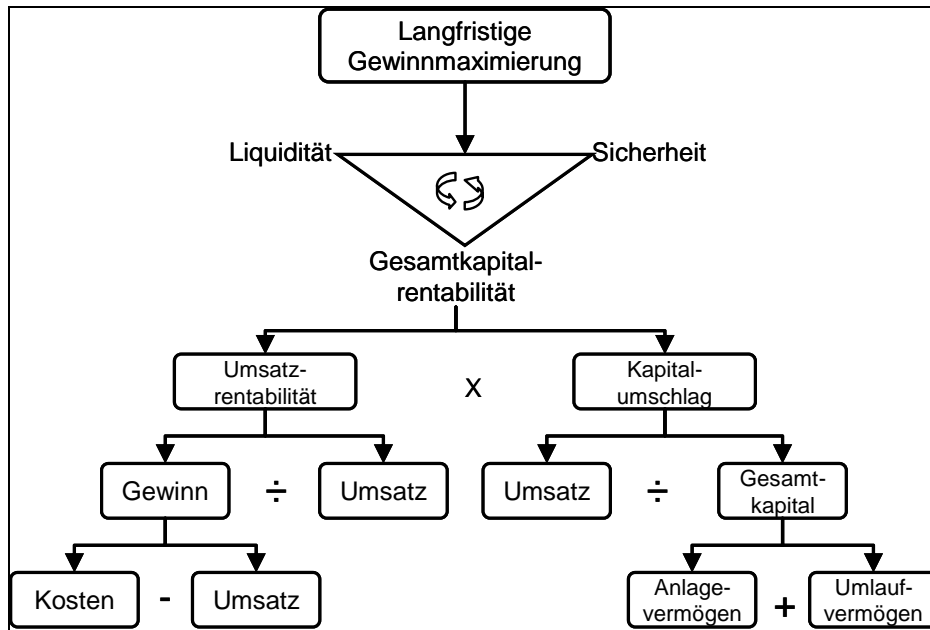 Langfristige
Gewinnmaximierung
Liquidität
Sicherheit
Gesamtkapital-
rentabilität
Umsatz-
rentabilität
x
Kapital-
umschlag
Gewinn
÷
Umsatz
Umsatz
÷
Gesamt-
kapital
Kosten
-
Umsatz
Anlage-
vermögen
+
Umlauf-
vermögen